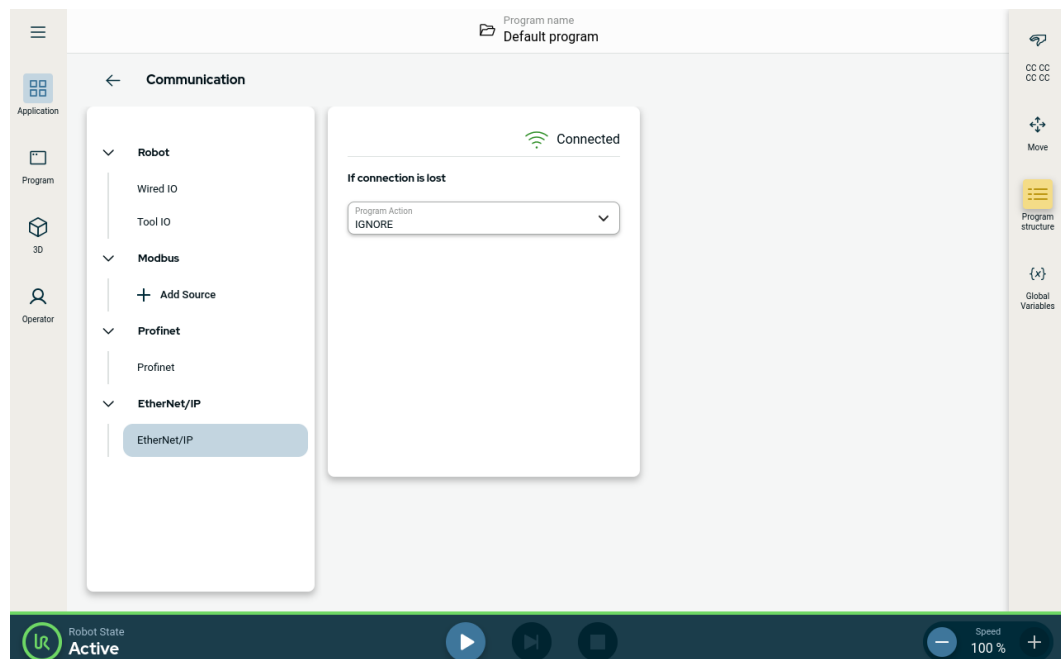 Program name
Default program
Application
Program
3D
Operator
Communication
Robot
Wired IO
Tool IO
Modbus
Add Source
Profinet
Profinet
EtherNet/IP
EtherNet/IP
Connected
If connection is lost
Program Action
IGNORE
CC CC
CC CC
Move
Program
structure
{x}
Global
Variables
UR
Robot State
Active
Speed
100 %